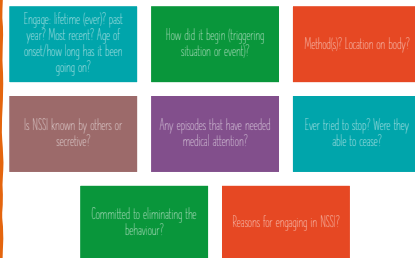 Engage: lifetime (ever)? past
year? Most recent? Age of
onset/how long has it been
going on?
How did it begin (triggering
situation or event)?
Method(s)? Location on body?
Is NSSI known by others or
secretive?
Any episodes that have needed
medical attention?
Ever tried to stop? Were they
able to cease?
Committed to eliminating the
behaviour?
Reasons for engaging in NSSI?